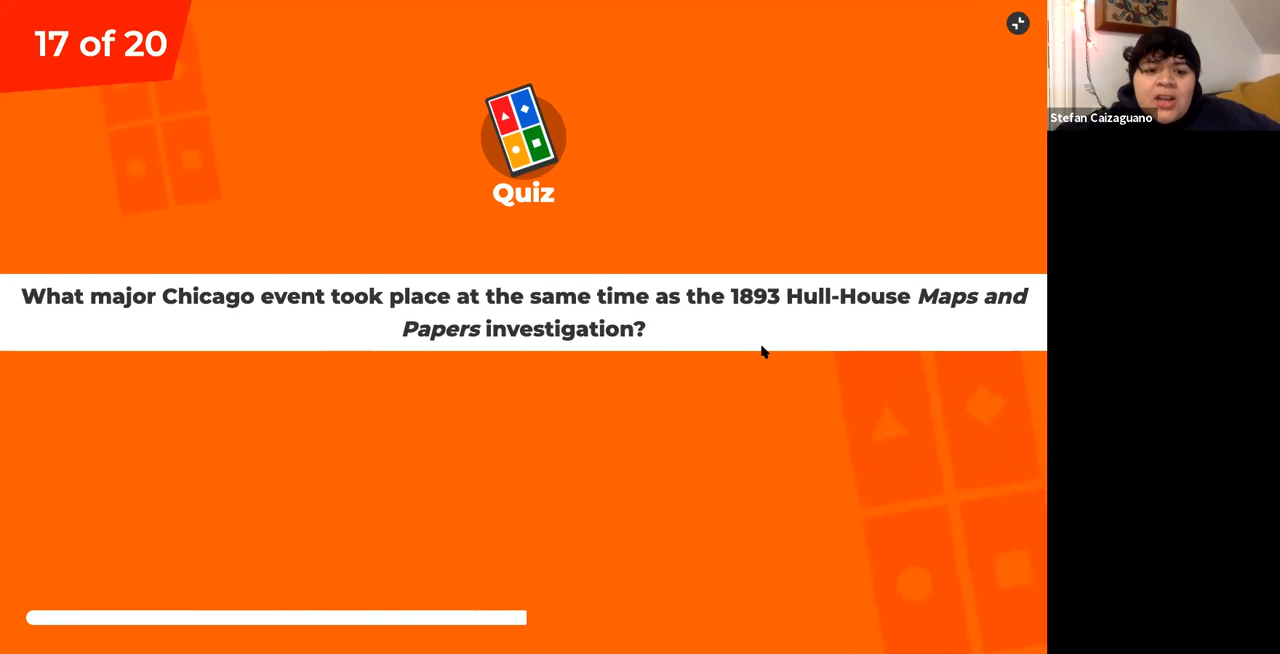 17 of 20
Stefan Caizaguano
Quiz
What major Chicago event took place at the same time as the 1893 Hull-House Maps and
Papers investigation?